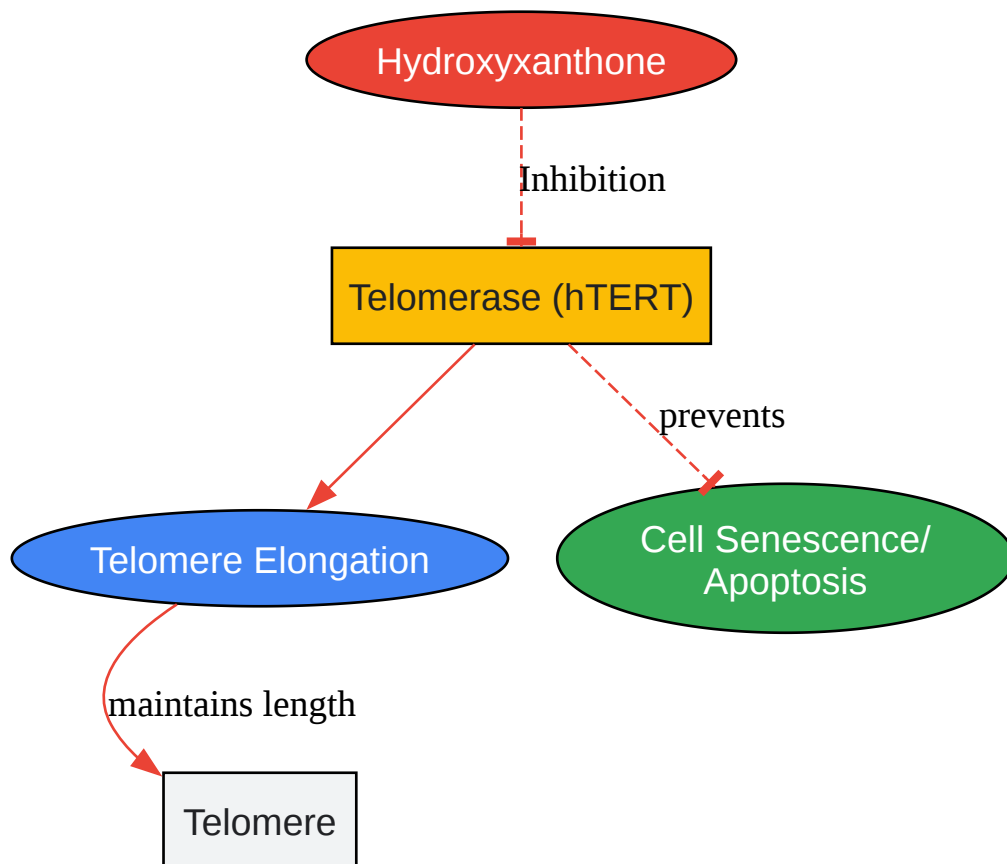 Hydroxyxanthone
Inhibition
Telomerase (hTERT)
prevents
Telomere Elongation
Cell Senescence/
Apoptosis
maintains length
Telomere